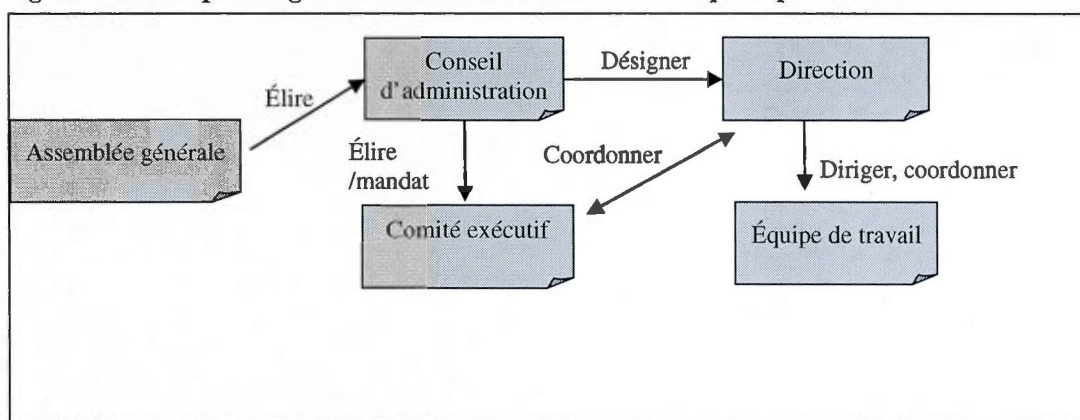 Conseil
d'administration
Désigner
Direction
Élire
Assemblée générale
Élire
/mandat
Coordonner
Diriger, coordonner
Comité exécutif
Équipe de travail